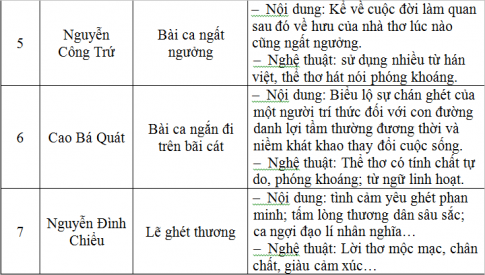 5
Nguyễn
Công Trứ
Bài ca ngất
ngưởng
– Nội dung: Kể về cuộc đời làm quan
sau đó về hưu của nhà thơ lúc nào
cũng ngất ngưởng.
– Nghệ thuật: sử dụng nhiều từ hán
việt, thể thơ hát nói phóng khoáng.
6
Cao Bá Quát
Bài ca ngắn đi
trên bãi cát
– Nội dung: Biểu lộ sự chán ghét của
một người trí thức đối với con đường
danh lợi tầm thường đương thời và
niềm khát khao thay đổi cuộc sống.
– Nghệ thuật: Thể thơ có tính chất tự
do, phóng khoáng; từ ngữ linh hoạt.
7
Nguyễn Đình
Chiểu
Lẽ ghét thương
– Nội dung: tình cảm yêu ghét phan
minh; tấm lòng thương dân sâu sắc;
ca ngợi đạo lí nhân nghĩa…
– Nghệ thuật: Lời thơ mộc mạc, chân
chất, giàu cảm xúc…